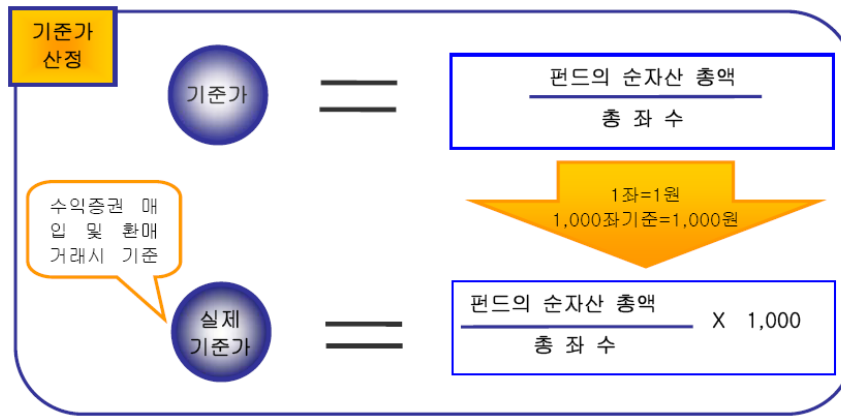 기준가
산정
기준가
펀드의 순자산 총액
총 좌 수
1좌=1원
1,000좌기준=1,000원
수익증권 매
입 및 환매
거래시 기준
실제
기준가
펀드의 순자산 총액
총 좌 수
X 1,000